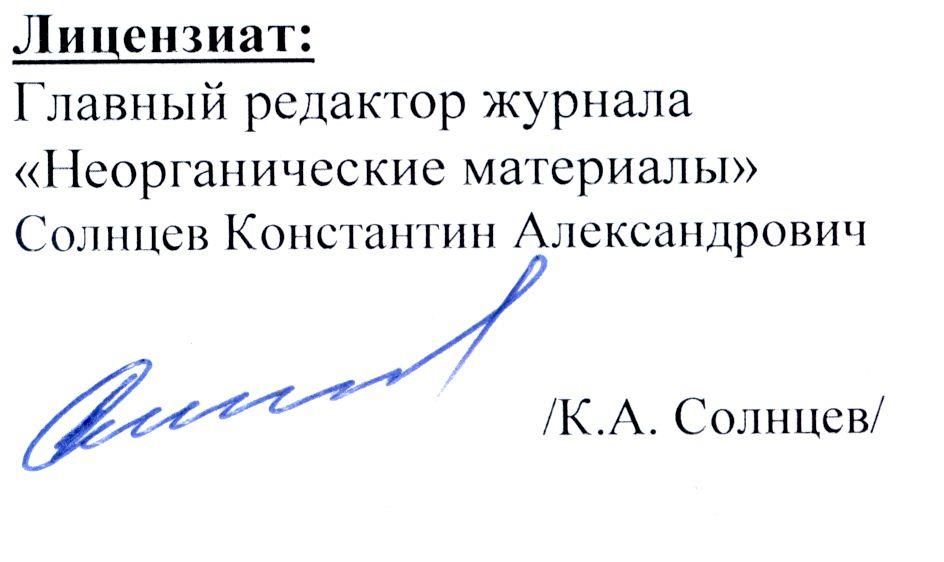 Лицензиат:
Главный редактор журнала
«Неорганические материалы»
Солнцев Константин Александрович
/К.А. Солнцев/